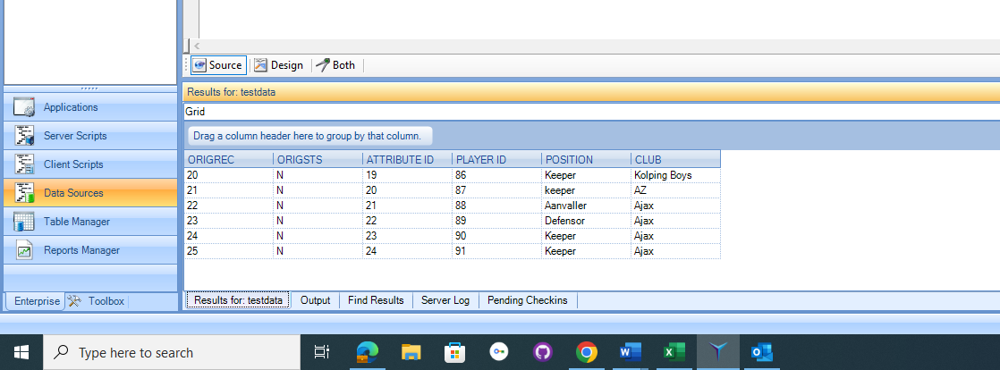 Source Design Both
Results for: testdata
Grid
Drag a column header here to group by that column.
ORIGREC ORIGSTS ATTRIBUTE ID PLAYER ID POSITION CLUB
20 N 19 86 Keeper Kolping Boys
21 N 20 87 keeper AZ
22 N 21 88 Aanvaller Ajax
23 N 22 89 Defensor Ajax
24 N 23 90 Keeper Ajax
25 N 24 91 Keeper Ajax
Applications
Server Scripts
Client Scripts
Data Sources
Table Manager
Reports Manager
Enterprise Toolbox
Results for: testdata Output Find Results Server Log Pending Checkins
Type here to search